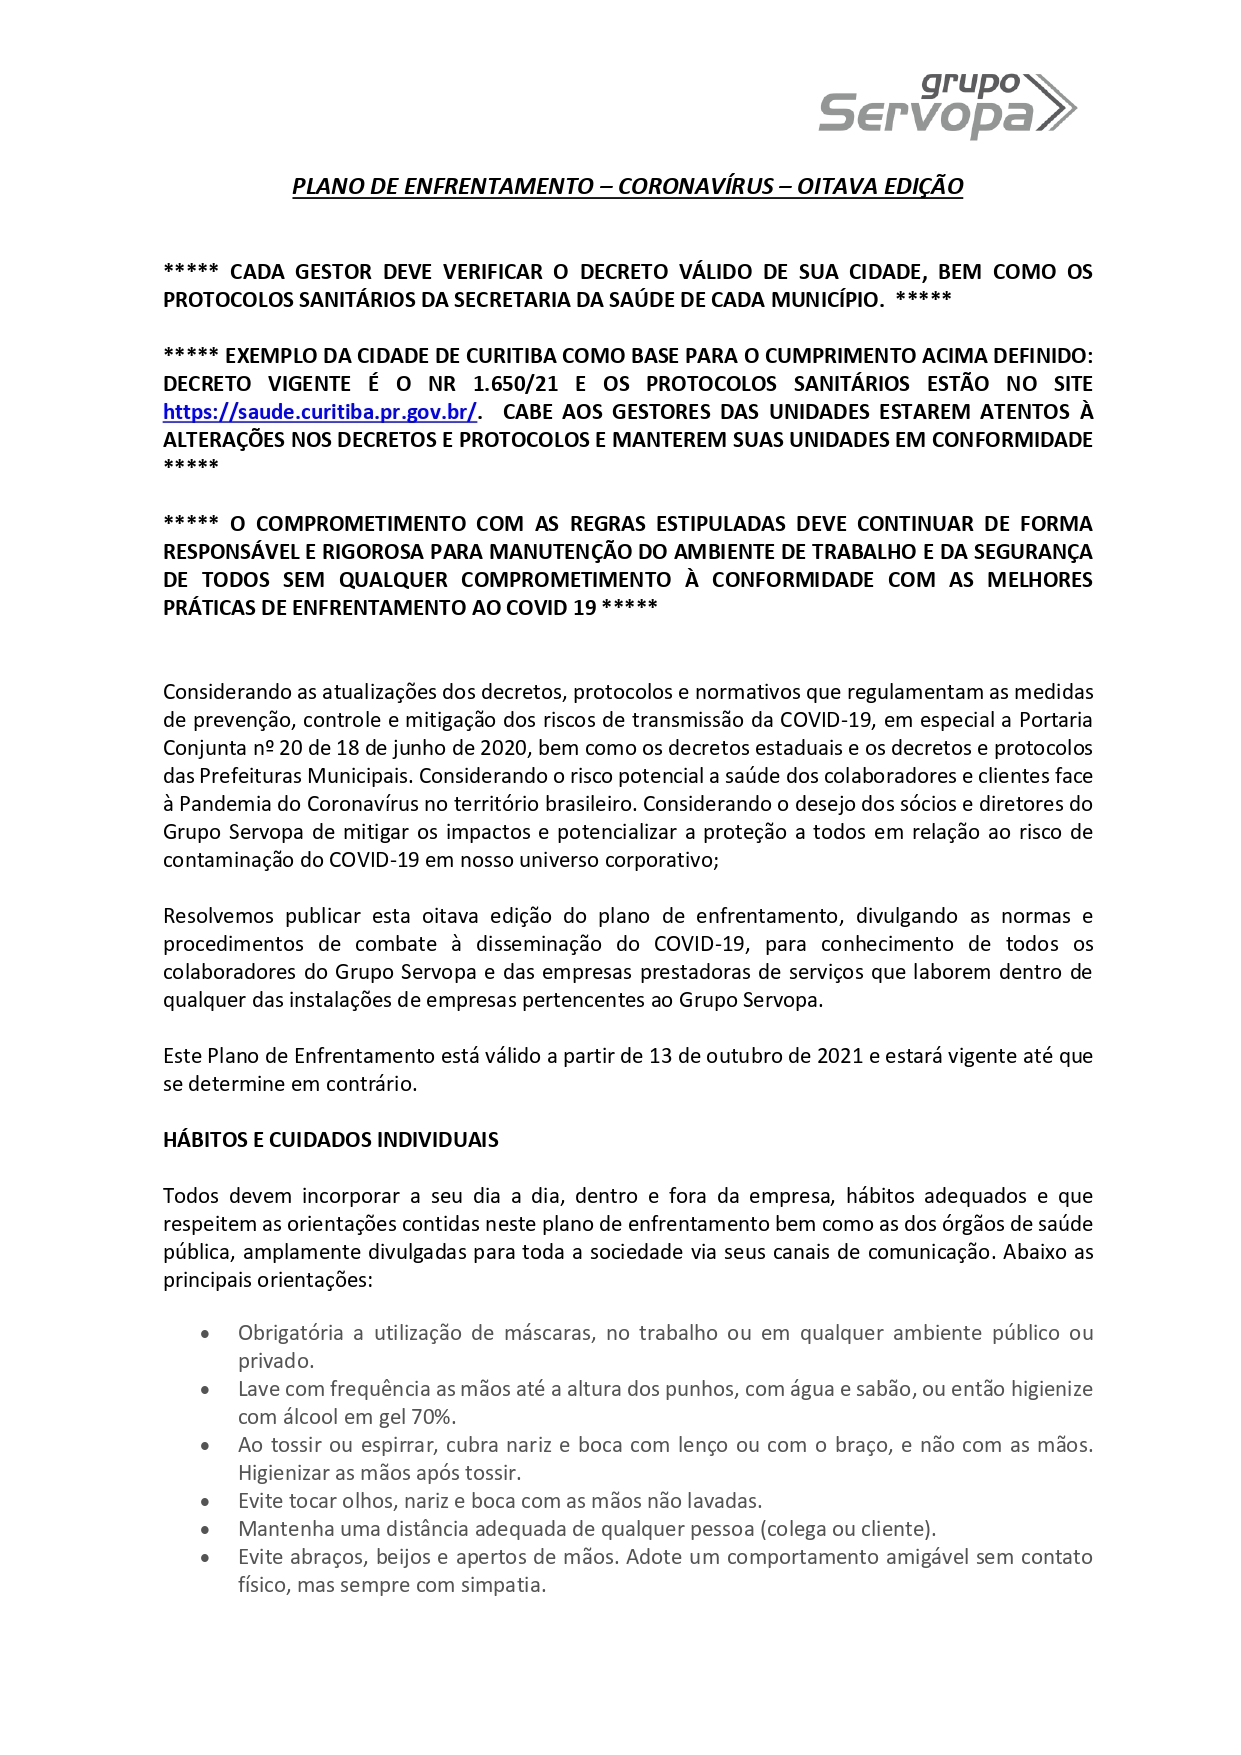 grupo
Servopa
PLANO DE ENFRENTAMENTO – CORONAVÍRUS – OITAVA EDIÇÃO
***** CADA GESTOR DEVE VERIFICAR O DECRETO VÁLIDO DE SUA CIDADE, BEM COMO OS
PROTOCOLOS SANITÁRIOS DA SECRETARIA DA SAÚDE DE CADA MUNICÍPIO. *****
***** EXEMPLO DA CIDADE DE CURITIBA COMO BASE PARA O CUMPRIMENTO ACIMA DEFINIDO:
DECRETO VIGENTE É O NR 1.650/21 E OS PROTOCOLOS SANITÁRIOS ESTÃO NO SITE
https://saude.curitiba.pr.gov.br/. CABE AOS GESTORES DAS UNIDADES ESTAREM ATENTOS À
ALTERAÇÕES NOS DECRETOS E PROTOCOLOS E MANTEREM SUAS UNIDADES EM CONFORMIDADE
*****
***** O COMPROMETIMENTO COM AS REGRAS ESTIPULADAS DEVE CONTINUAR DE FORMA
RESPONSÁVEL E RIGOROSA PARA MANUTENÇÃO DO AMBIENTE DE TRABALHO E DA SEGURANÇA
DE TODOS SEM QUALQUER COMPROMETIMENTO À CONFORMIDADE COM AS MELHORES
PRÁTICAS DE ENFRENTAMENTO AO COVID 19 *****
Considerando as atualizações dos decretos, protocolos e normativos que regulamentam as medidas
de prevenção, controle e mitigação dos riscos de transmissão da COVID-19, em especial a Portaria
Conjunta nº 20 de 18 de junho de 2020, bem como os decretos estaduais e os decretos e protocolos
das Prefeituras Municipais. Considerando o risco potencial a saúde dos colaboradores e clientes face
à Pandemia do Coronavírus no território brasileiro. Considerando o desejo dos sócios e diretores do
Grupo Servopa de mitigar os impactos e potencializar a proteção a todos em relação ao risco de
contaminação do COVID-19 em nosso universo corporativo;
Resolvemos publicar esta oitava edição do plano de enfrentamento, divulgando as normas e
procedimentos de combate à disseminação do COVID-19, para conhecimento de todos os
colaboradores do Grupo Servopa e das empresas prestadoras de serviços que laborem dentro de
qualquer das instalações de empresas pertencentes ao Grupo Servopa.
Este Plano de Enfrentamento está válido a partir de 13 de outubro de 2021 e estará vigente até que
se determine em contrário.
HÁBITOS E CUIDADOS INDIVIDUAIS
Todos devem incorporar a seu dia a dia, dentro e fora da empresa, hábitos adequados e que
respeitem as orientações contidas neste plano de enfrentamento bem como as dos órgãos de saúde
pública, amplamente divulgadas para toda a sociedade via seus canais de comunicação. Abaixo as
principais orientações:
• Obrigatória a utilização de máscaras, no trabalho ou em qualquer ambiente público ou
privado.
• Lave com frequência as mãos até a altura dos punhos, com água e sabão, ou então higienize
com álcool em gel 70%.
• Ao tossir ou espirrar, cubra nariz e boca com lenço ou com o braço, e não com as mãos.
Higienizar as mãos após tossir.
• Evite tocar olhos, nariz e boca com as mãos não lavadas.
• Mantenha uma distância adequada de qualquer pessoa (colega ou cliente).
• Evite abraços, beijos e apertos de mãos. Adote um comportamento amigável sem contato
físico, mas sempre com simpatia.